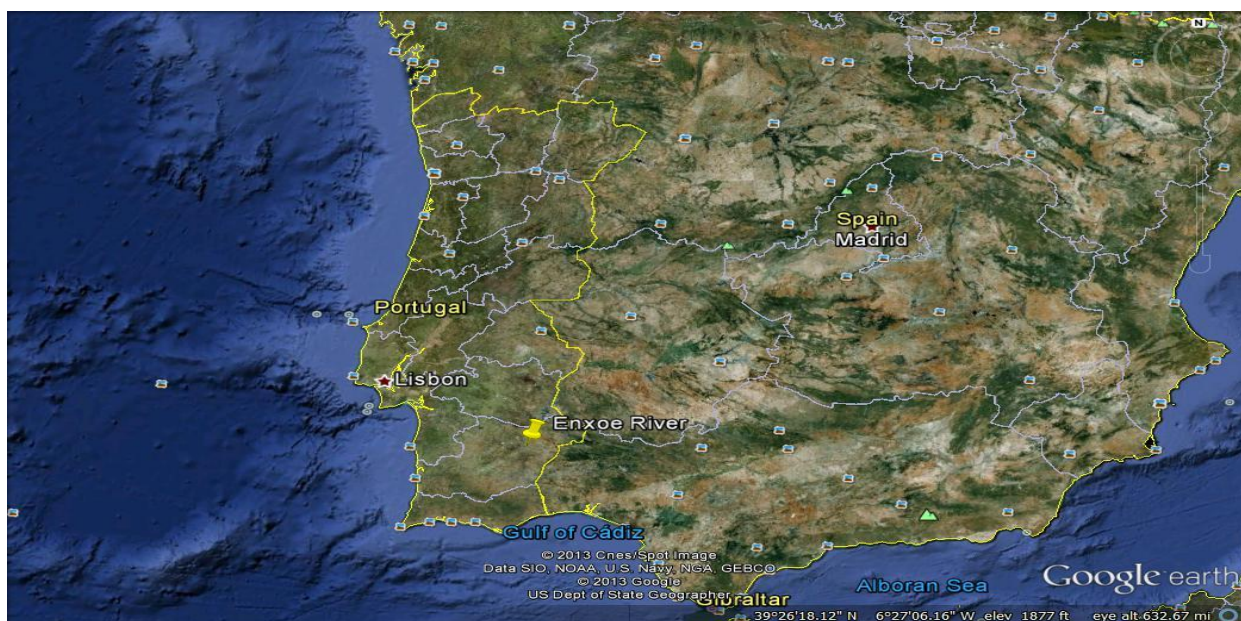 N
Spain
Madrid
Portugal
Lisbon
Enxoe River
Gulf of Cádiz
© 2013 Cnes/Spot Image
Data SIO, NOAA, U.S. Navy, NGA, GEBCO
© 2013 Google
US Dept of State Geographer
Gibraltar
Alboran Sea
Google earth
39°26'18.12" N 6°27'06.16" W elev 1877 ft eye alt 632.67 mi